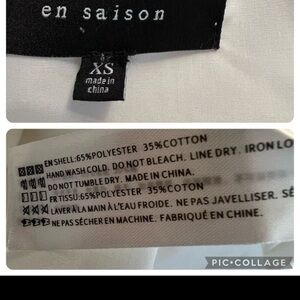 en saison
XS
made in
china
EN SHELL:65%POLYESTER 35%COTTON
HAND WASH COLD. DO NOT BLEACH. LINE DRY. IRON LO
DO NOT TUMBLE DRY. MADE IN CHINA.
FR TISSU:65%POLYESTER 35%COTON
LAVER À LA MAIN À L'EAU FROIDE. NE PAS JAVELLISER. SÉ
NE PAS SÉCHER EN MACHINE. FABRIQUÉ EN CHINE.
PIC•COLLAGE